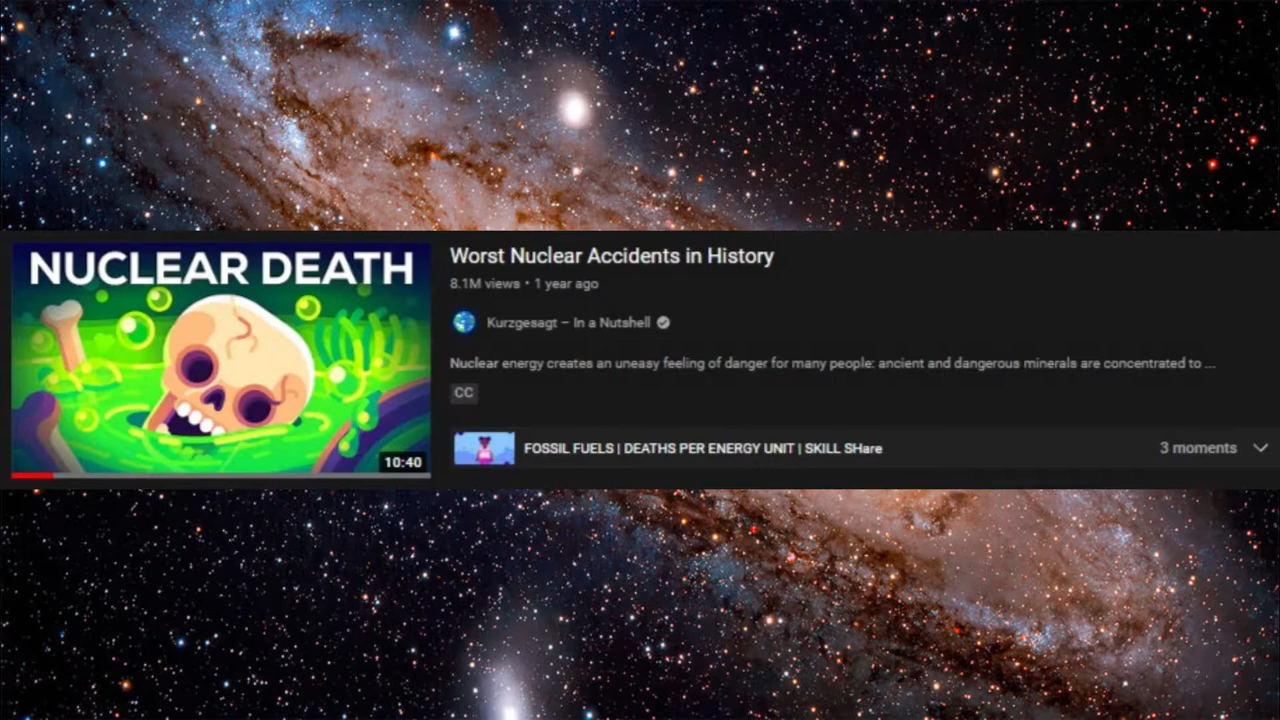 NUCLEAR DEATH
10:40
Worst Nuclear Accidents in History
8.1M views • 1 year ago
Kurzgesagt – In a Nutshell
Nuclear energy creates an uneasy feeling of danger for many people: ancient and dangerous minerals are concentrated to ...
CC
FOSSIL FUELS | DEATHS PER ENERGY UNIT | SKILL SHare
3 moments